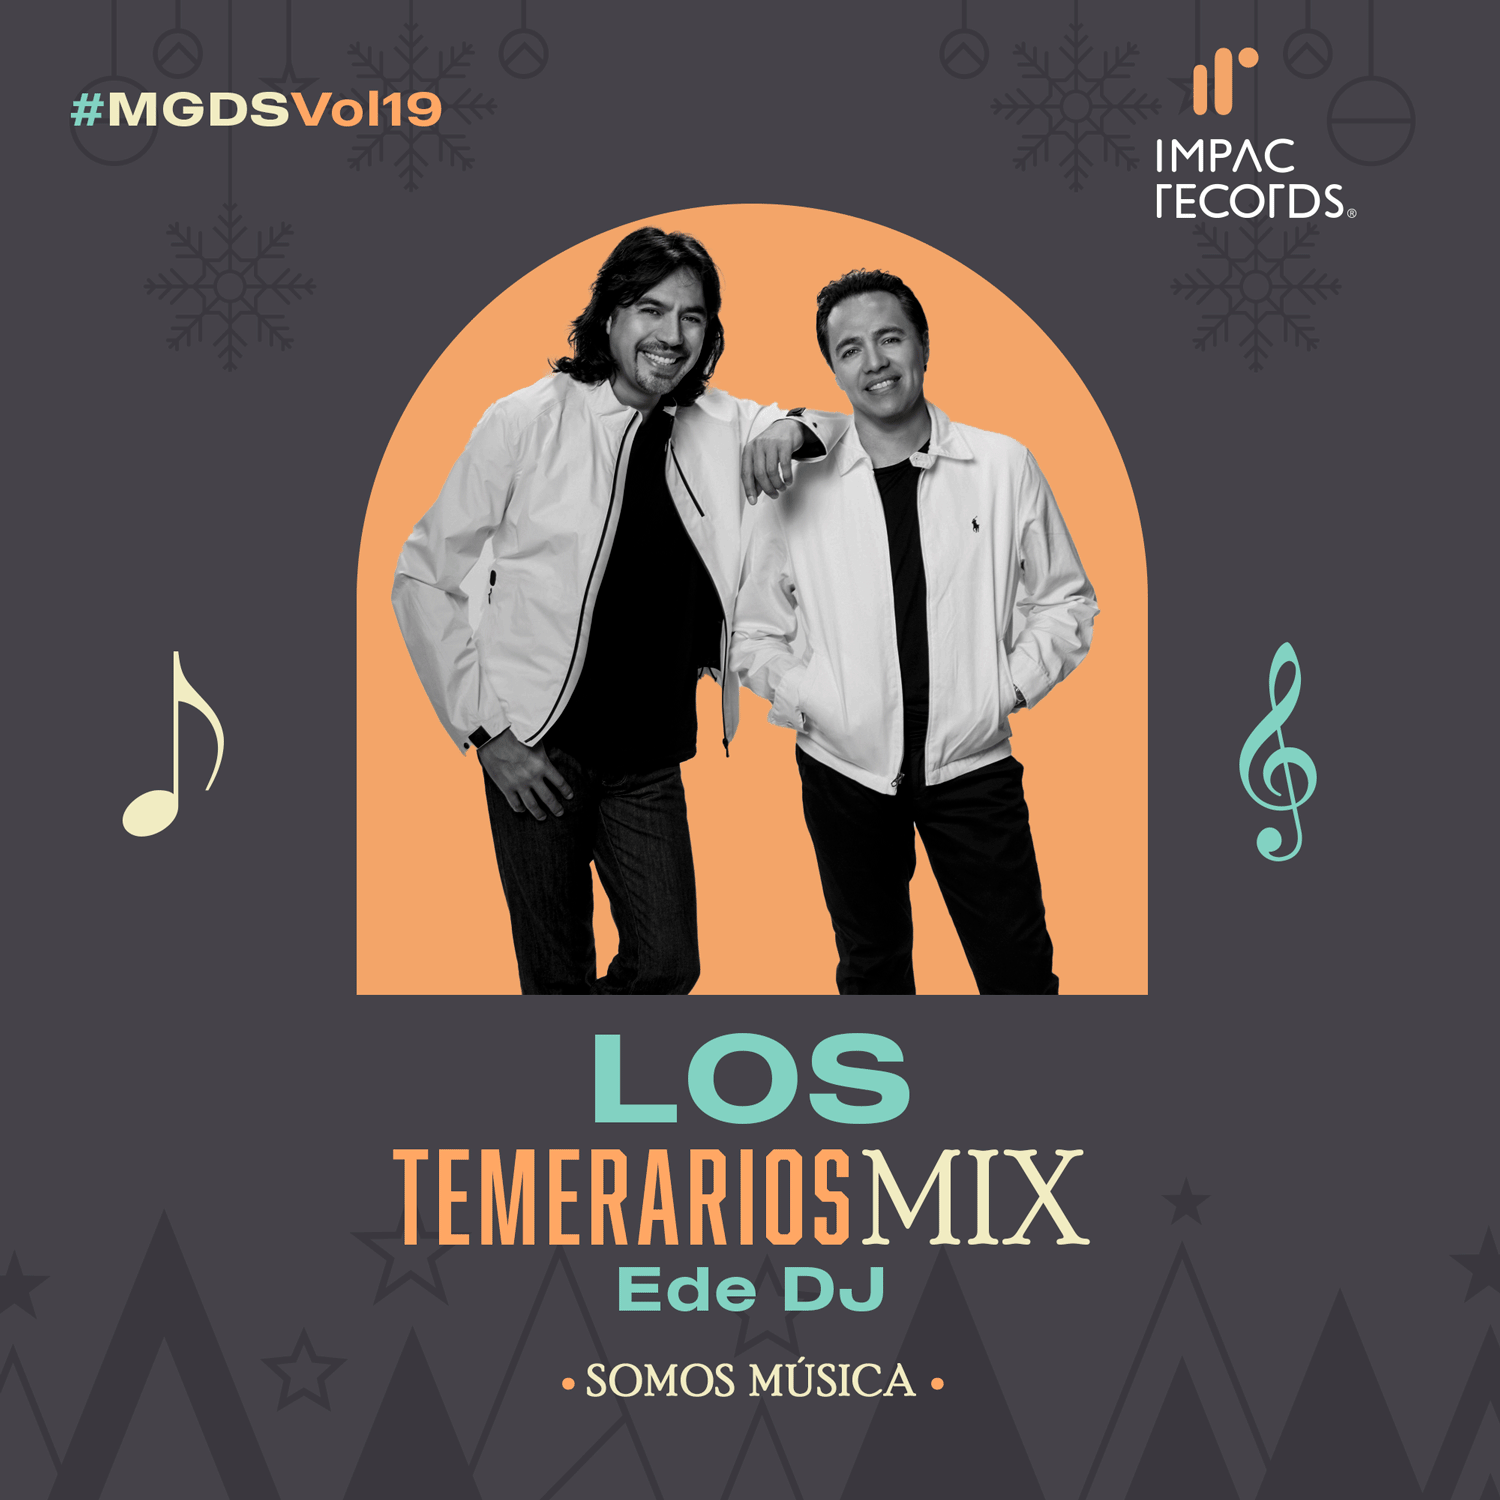 #MGDSVol19
IMPAC
RECORDS®
LOS
TEMERARIOS MIX
Ede DJ
• SOMOS MÚSICA •